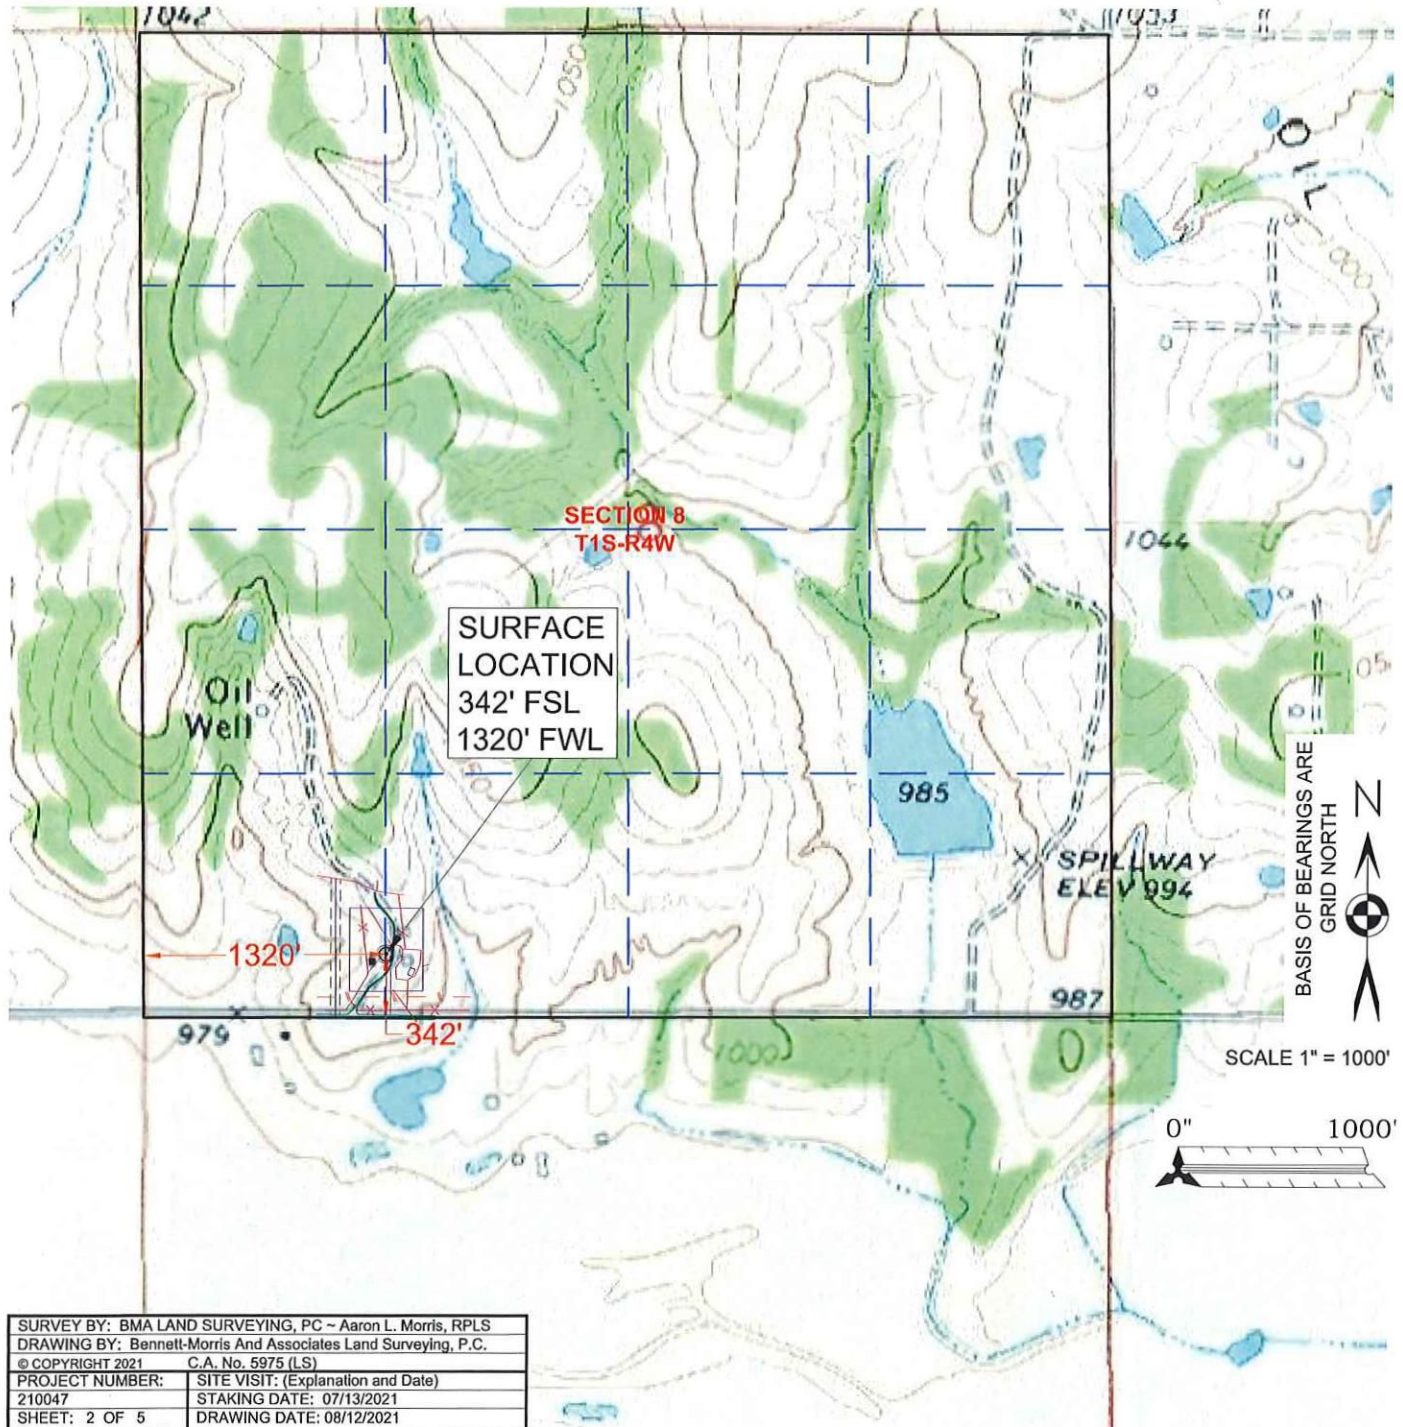 1042
1053
1050
OIL
1000
SECTION 8
T1S-R4W
1044
SURFACE
LOCATION
342' FSL
1320' FWL
Oil
Well
985
SPILLWAY
ELEV 994
BASIS OF BEARINGS ARE
GRID NORTH
N
1320'
987
979
342'
1000
SCALE 1" = 1000'
0" 1000'
SURVEY BY: BMA LAND SURVEYING, PC ~ Aaron L. Morris, RPLS
DRAWING BY: Bennett-Morris And Associates Land Surveying, P.C.
© COPYRIGHT 2021 C.A. No. 5975 (LS)
PROJECT NUMBER: SITE VISIT: (Explanation and Date)
210047 STAKING DATE: 07/13/2021
SHEET: 2 OF 5 DRAWING DATE: 08/12/2021